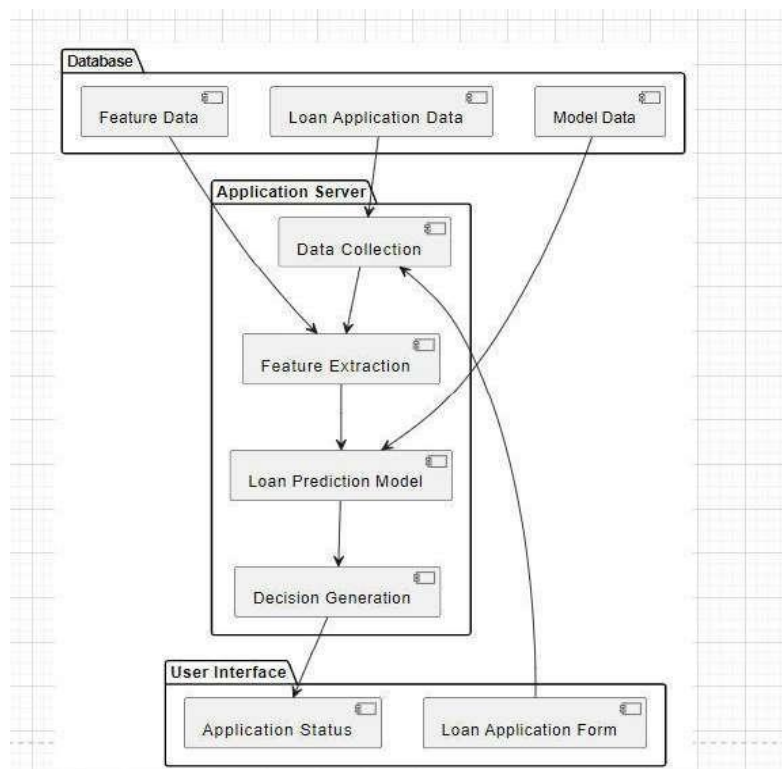 Database
Feature Data
Loan Application Data
Model Data
Application Server
Data Collection
Feature Extraction
Loan Prediction Model
Decision Generation
User Interface
Application Status
Loan Application Form